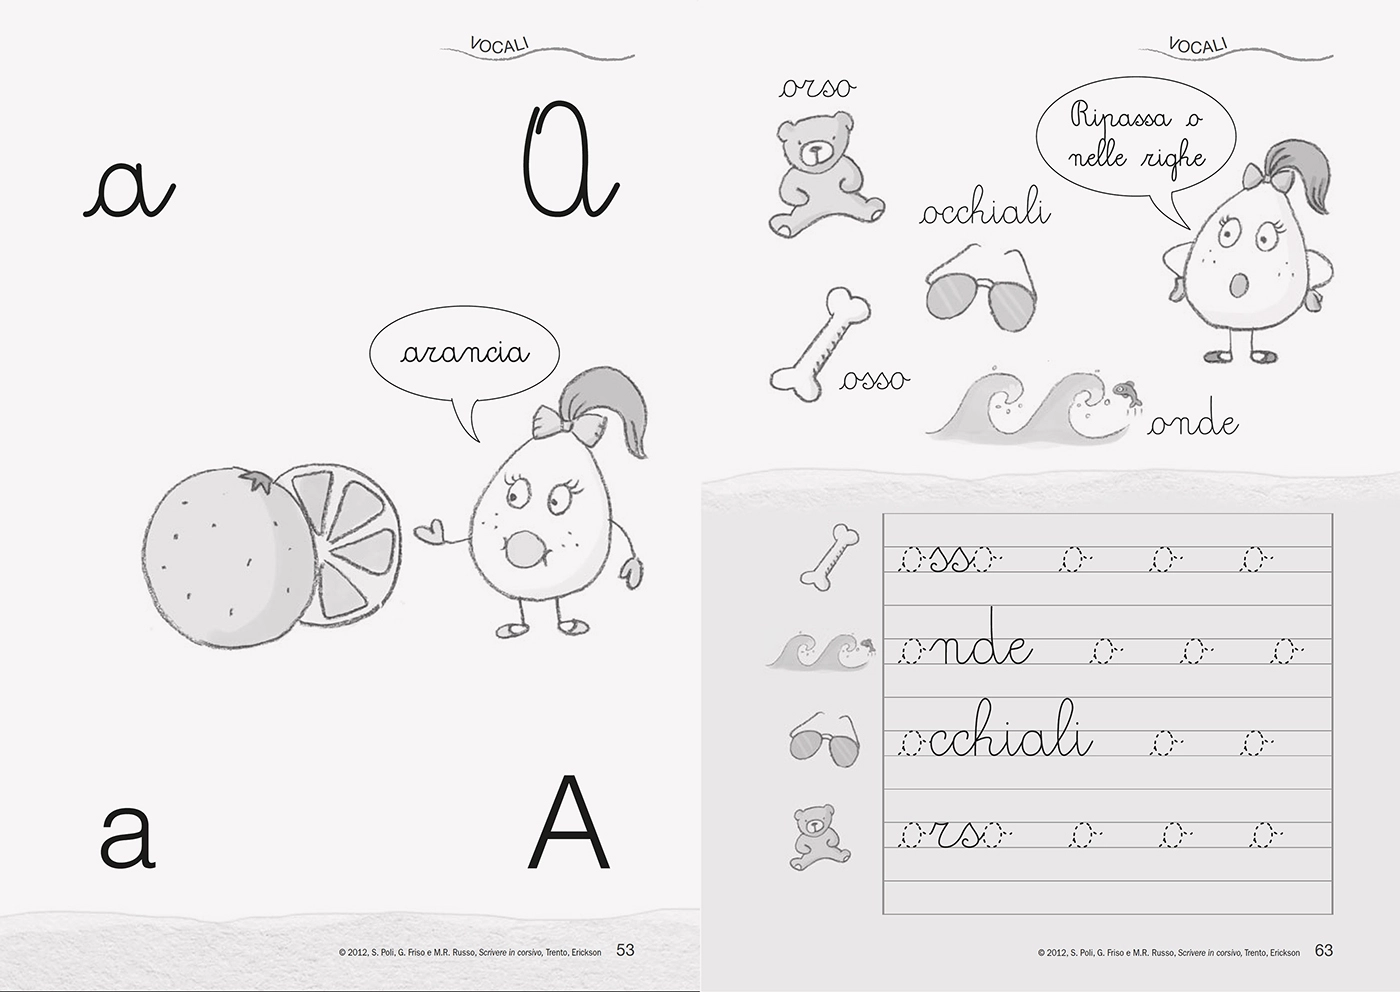 VOCALI
a
A
arancia
a
A
© 2012, S. Poli, G. Friso e M.R. Russo, Scrivere in corsivo, Trento, Erickson 53
VOCALI
orso
Ripassa o
nelle righe
occhiali
osso
onde
osso o o o
onde o o o
occhiali o o
orso o o o
© 2012, S. Poli, G. Friso e M.R. Russo, Scrivere in corsivo, Trento, Erickson 63